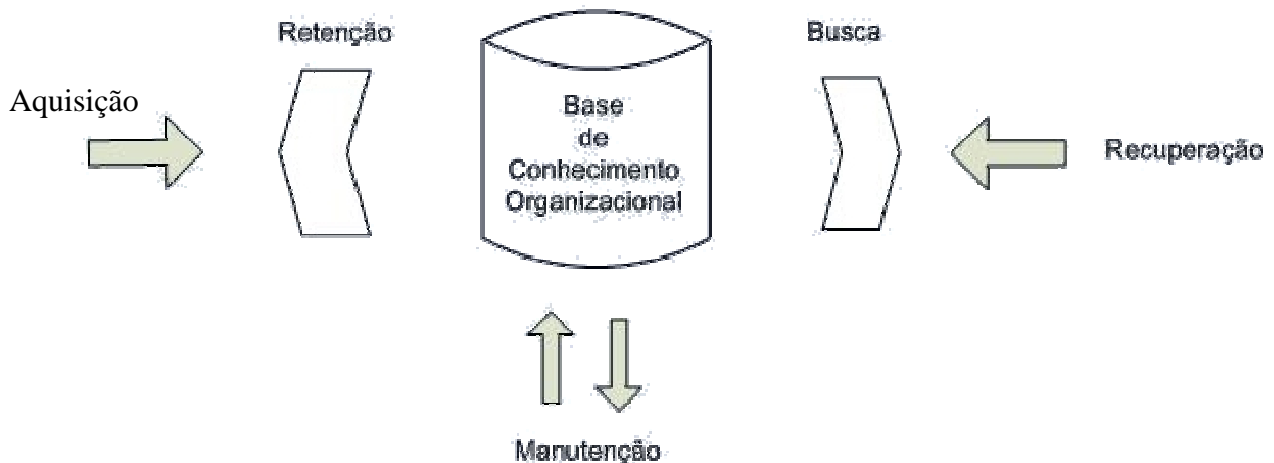 Retenção
Busca
Aquisição
Base
de
Conhecimento
Organizacional
Recuperação
Manutenção